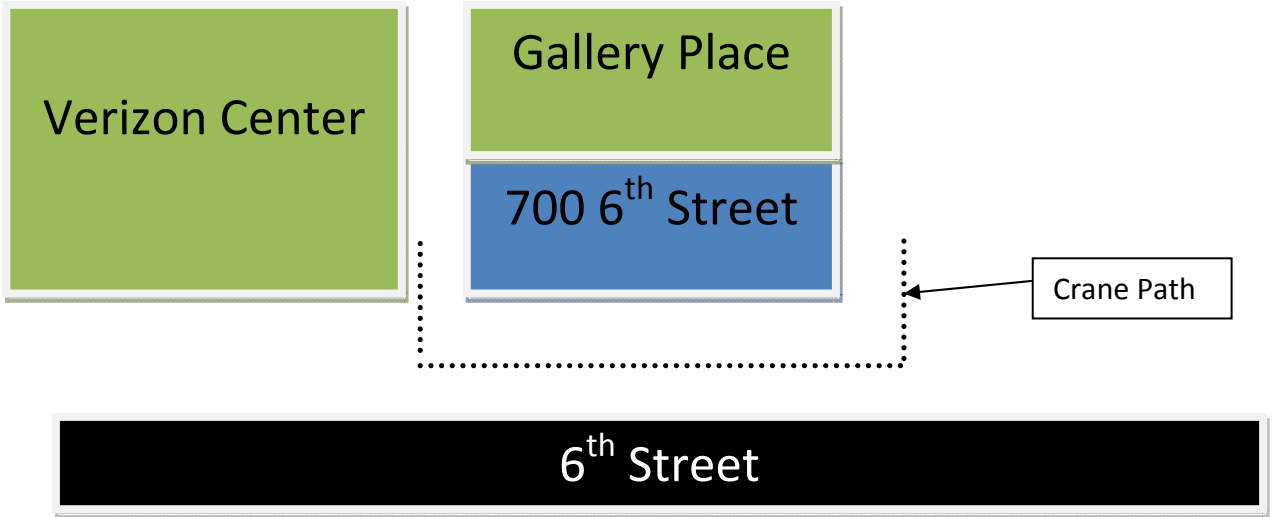 Verizon Center
Gallery Place
700 6th Street
Crane Path
6th Street